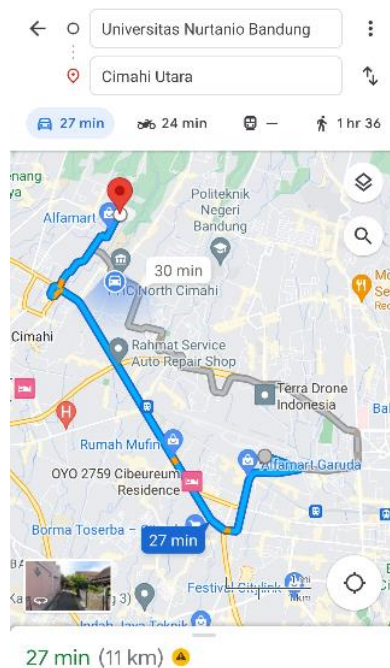 Universitas Nurtanio Bandung
Cimahi Utara
27 min
24 min
—
1 hr 36
Politeknik
Negeri
Bandung
Alfamart
30 min
North Cimahi
Cimahi
Rahmat Service
Auto Repair Shop
Terra Drone
Indonesia
Rumah Mufin
Alfamart Garuda
OYO 2759 Cibeureum
Residence
Borma Toserba –
27 min
Festival Citylink
27 min (11 km)